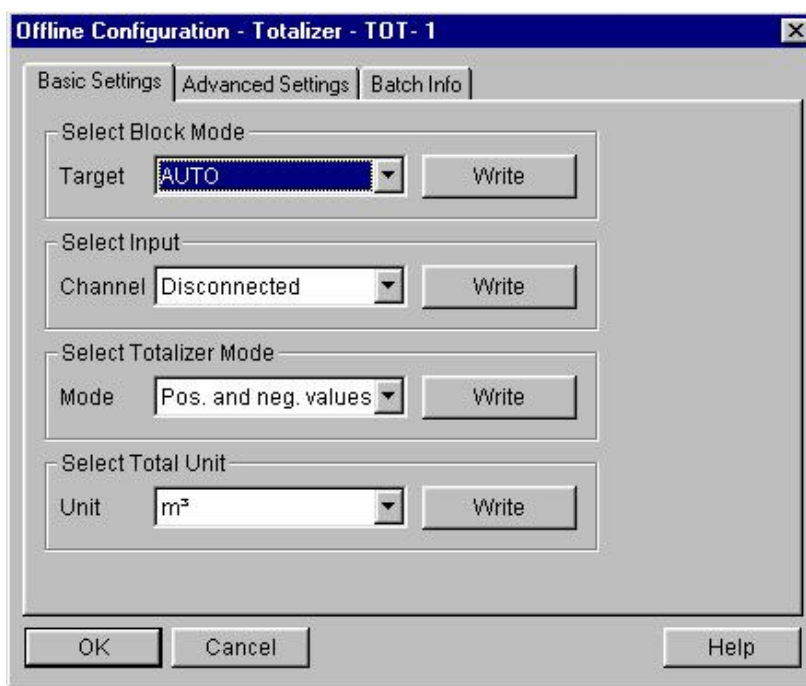 Offline Configuration - Totalizer - TOT- 1
Basic Settings Advanced Settings Batch Info
Select Block Mode
Target AUTO Write
Select Input
Channel Disconnected Write
Select Totalizer Mode
Mode Pos. and neg. values Write
Select Total Unit
Unit m³ Write
OK Cancel Help